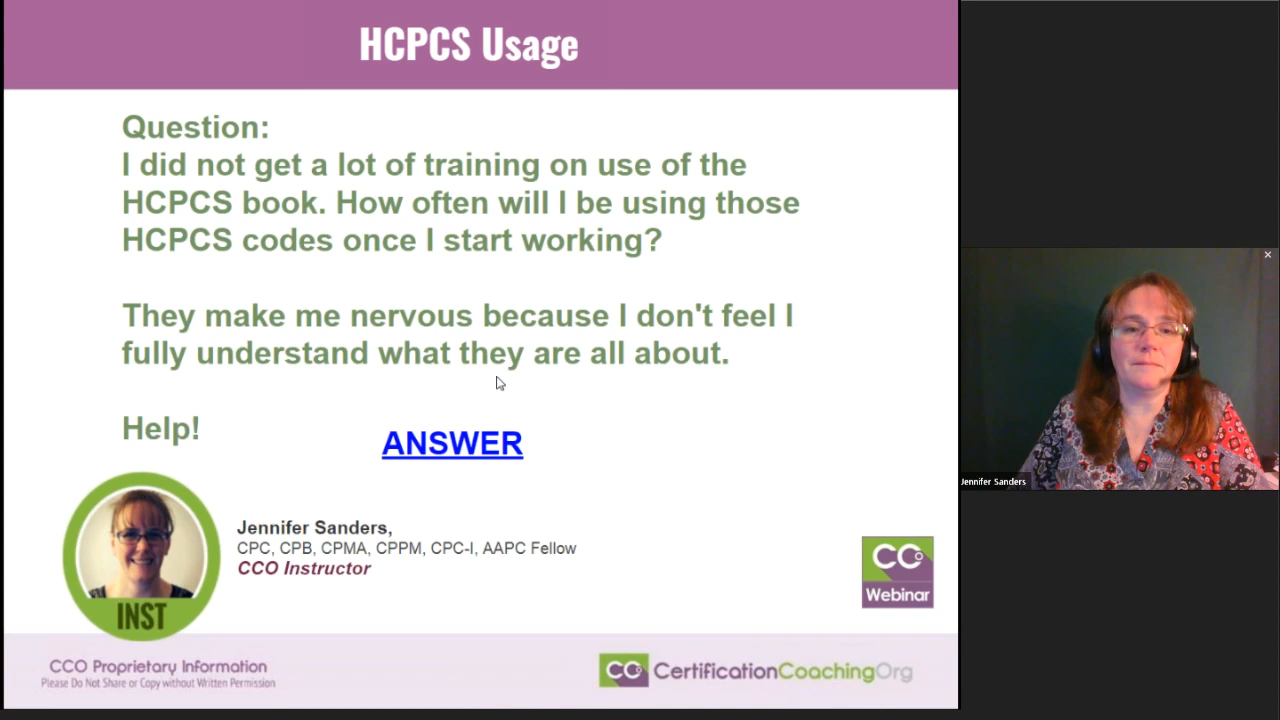 HCPCS Usage
Question:
I did not get a lot of training on use of the
HCPCS book. How often will I be using those
HCPCS codes once I start working?
They make me nervous because I don't feel I
fully understand what they are all about.
Help!
ANSWER
INST
Jennifer Sanders,
CPC, CPB, CPMA, CPPM, CPC-I, AAPC Fellow
CCO Instructor
CCO
Webinar
CCO Proprietary Information
Please Do Not Share or Copy without Written Permission
CCO CertificationCoachingOrg
Jennifer Sanders